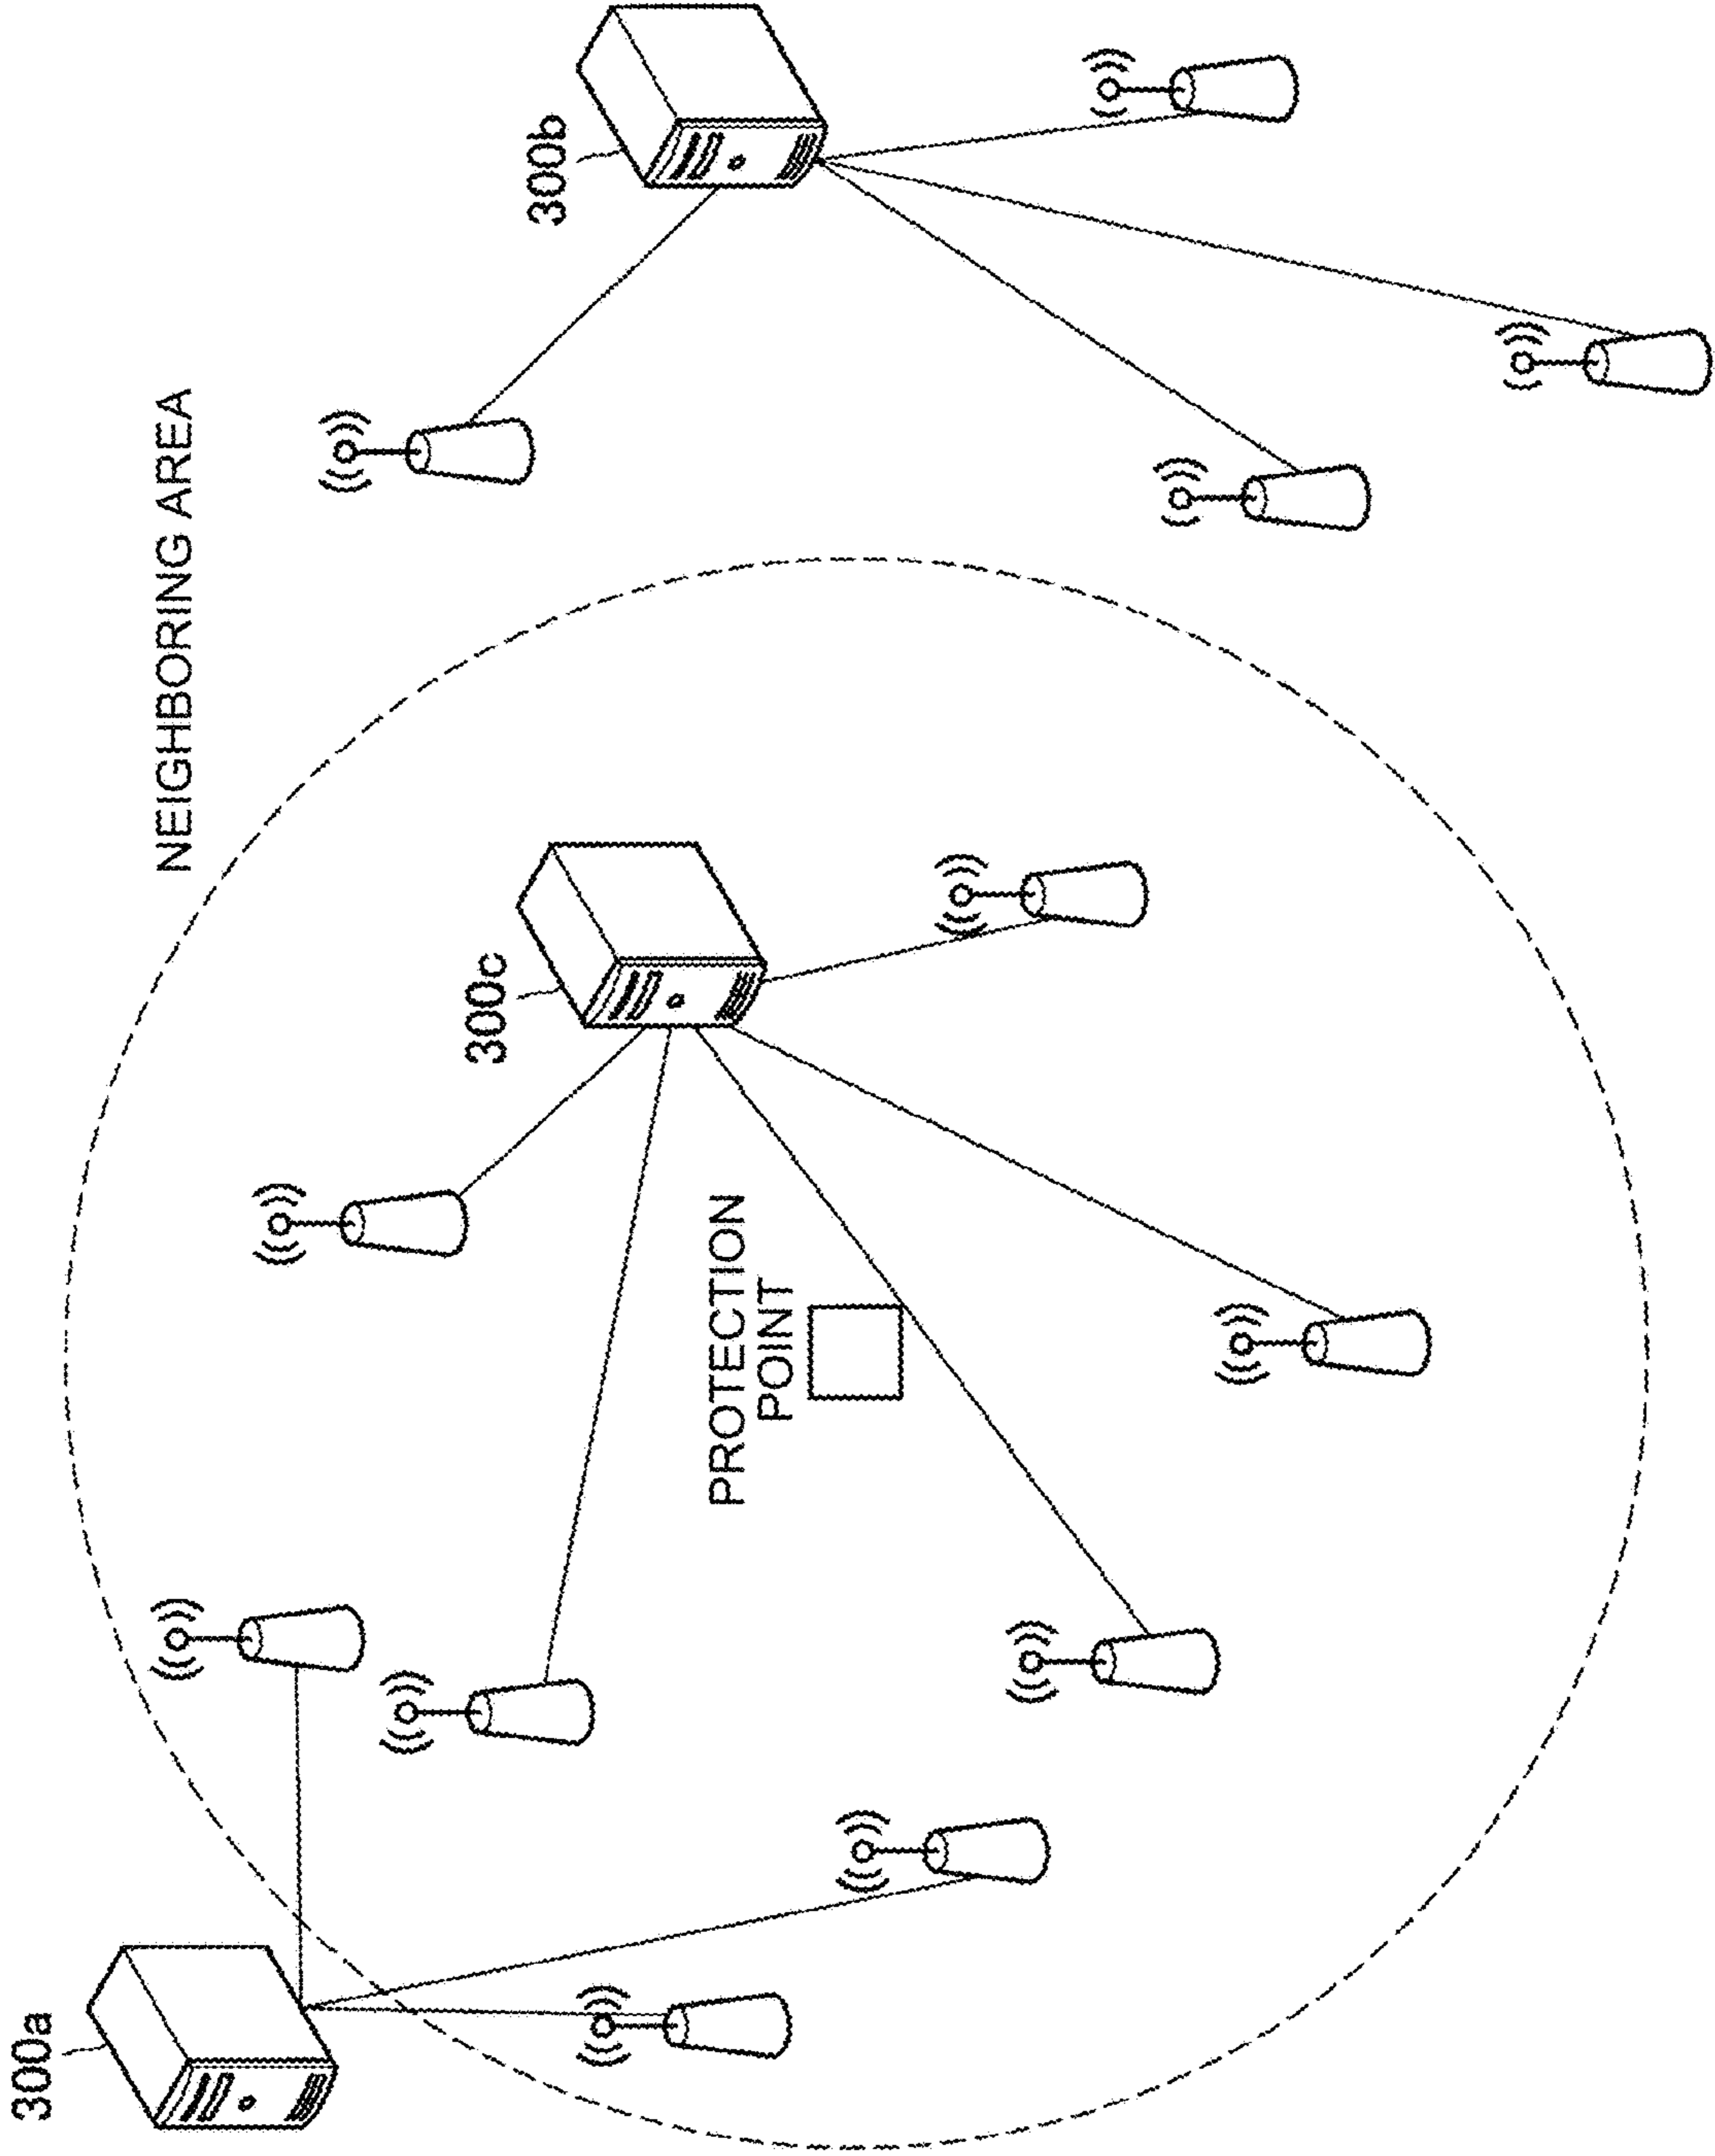 300a
NEIGHBORING AREA
300c
300b
PROTECTION
POINT